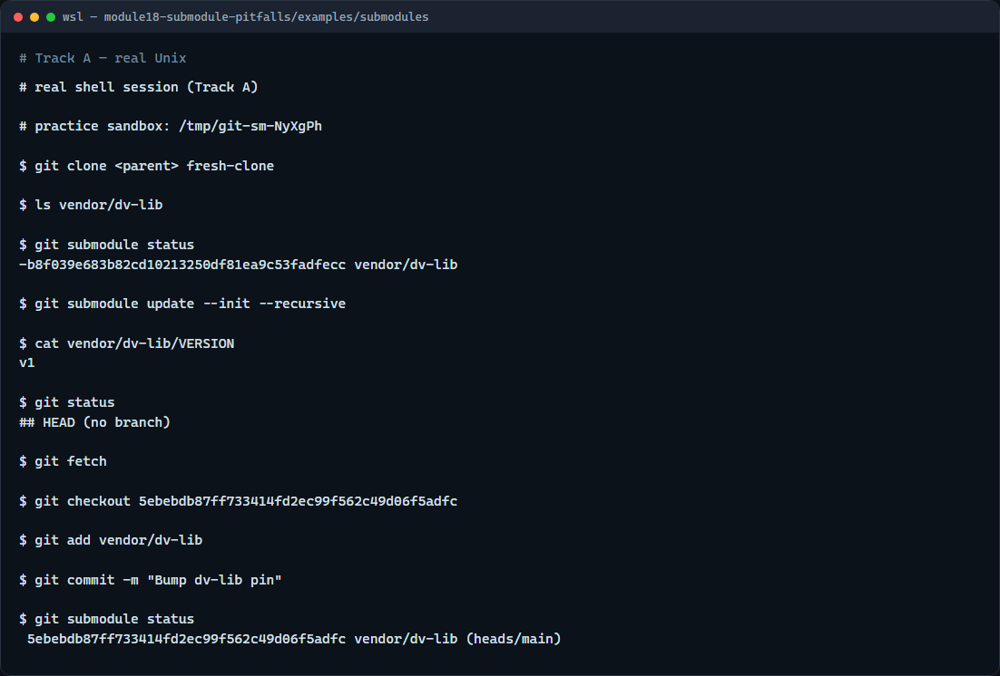 wsl — module18-submodule-pitfalls/examples/submodules
# Track A — real Unix
# real shell session (Track A)
# practice sandbox: /tmp/git-sm-NyXgPh
$ git clone <parent> fresh-clone
$ ls vendor/dv-lib
$ git submodule status
-b8f039e683b82cd10213250df81ea9c53fadfecc vendor/dv-lib
$ git submodule update --init --recursive
$ cat vendor/dv-lib/VERSION
v1
$ git status
## HEAD (no branch)
$ git fetch
$ git checkout 5ebebdb87ff733414fd2ec99f562c49d06f5adfc
$ git add vendor/dv-lib
$ git commit -m "Bump dv-lib pin"
$ git submodule status
 5ebebdb87ff733414fd2ec99f562c49d06f5adfc vendor/dv-lib (heads/main)